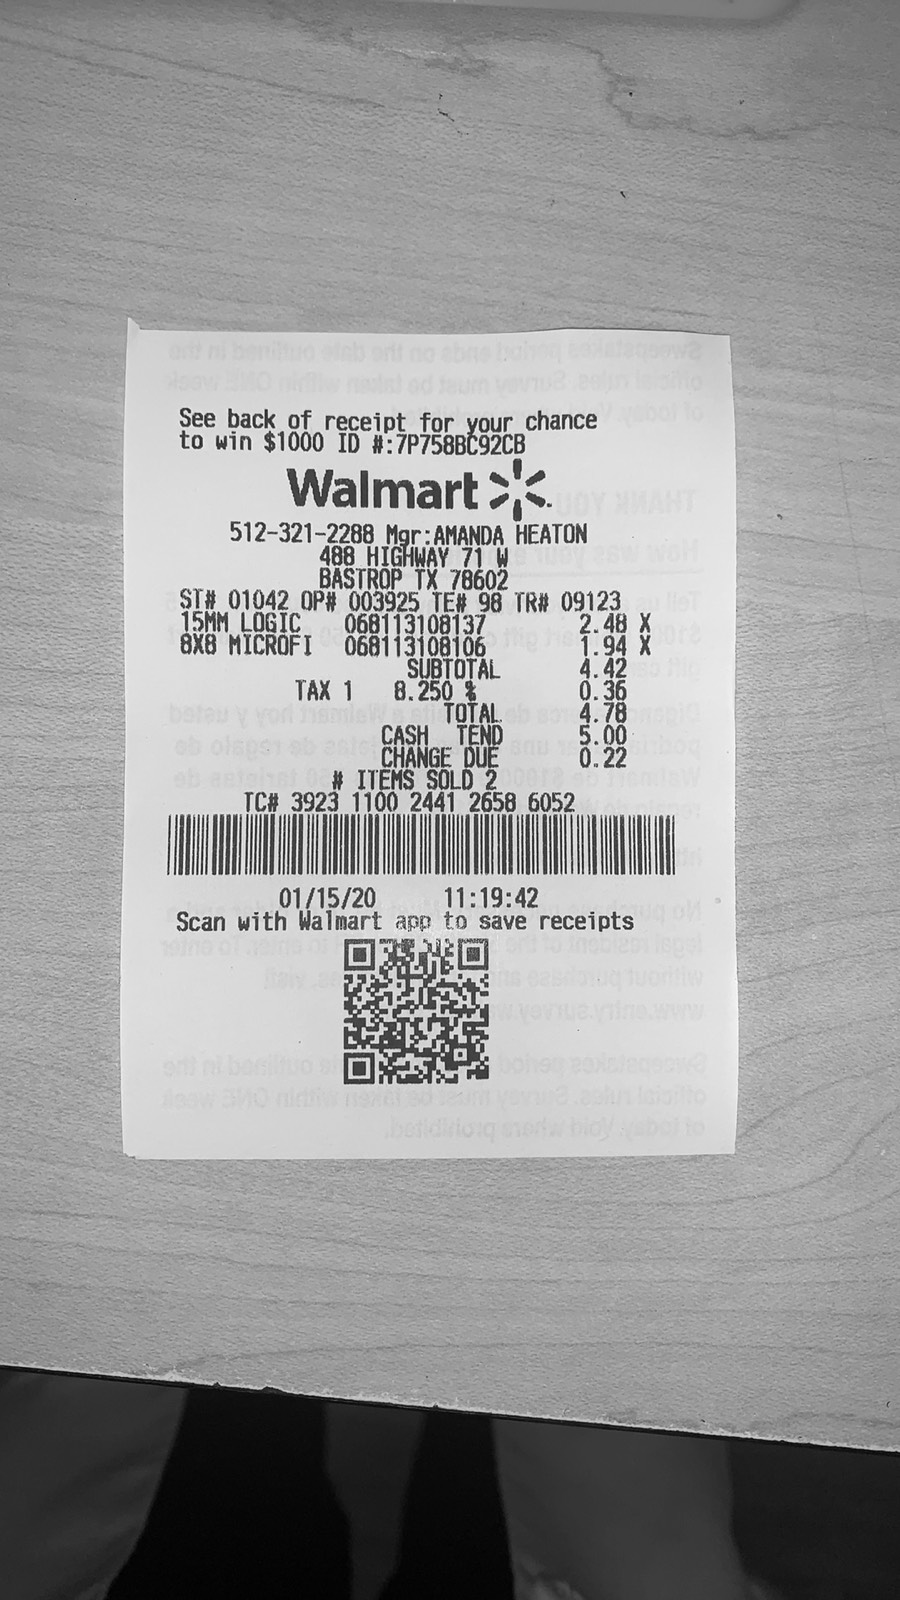 See back of receipt for your chance
to win $1000 ID #:7P758BC92CB
Walmart
512-321-2288 Mgr:AMANDA HEATON
488 HIGHWAY 71 W
BASTROP TX 78602
ST# 01042 OP# 003925 TE# 98 TR# 09123
15MM LOGIC 068113108137 2.48 X
8X8 MICROFI 068113108106 1.94 X
SUBTOTAL 4.42
TAX 1 8.250 % 0.36
TOTAL 4.78
CASH TEND 5.00
CHANGE DUE 0.22
# ITEMS SOLD 2
TC# 3923 1100 2441 2658 6052
01/15/20 11:19:42
Scan with Walmart app to save receipts